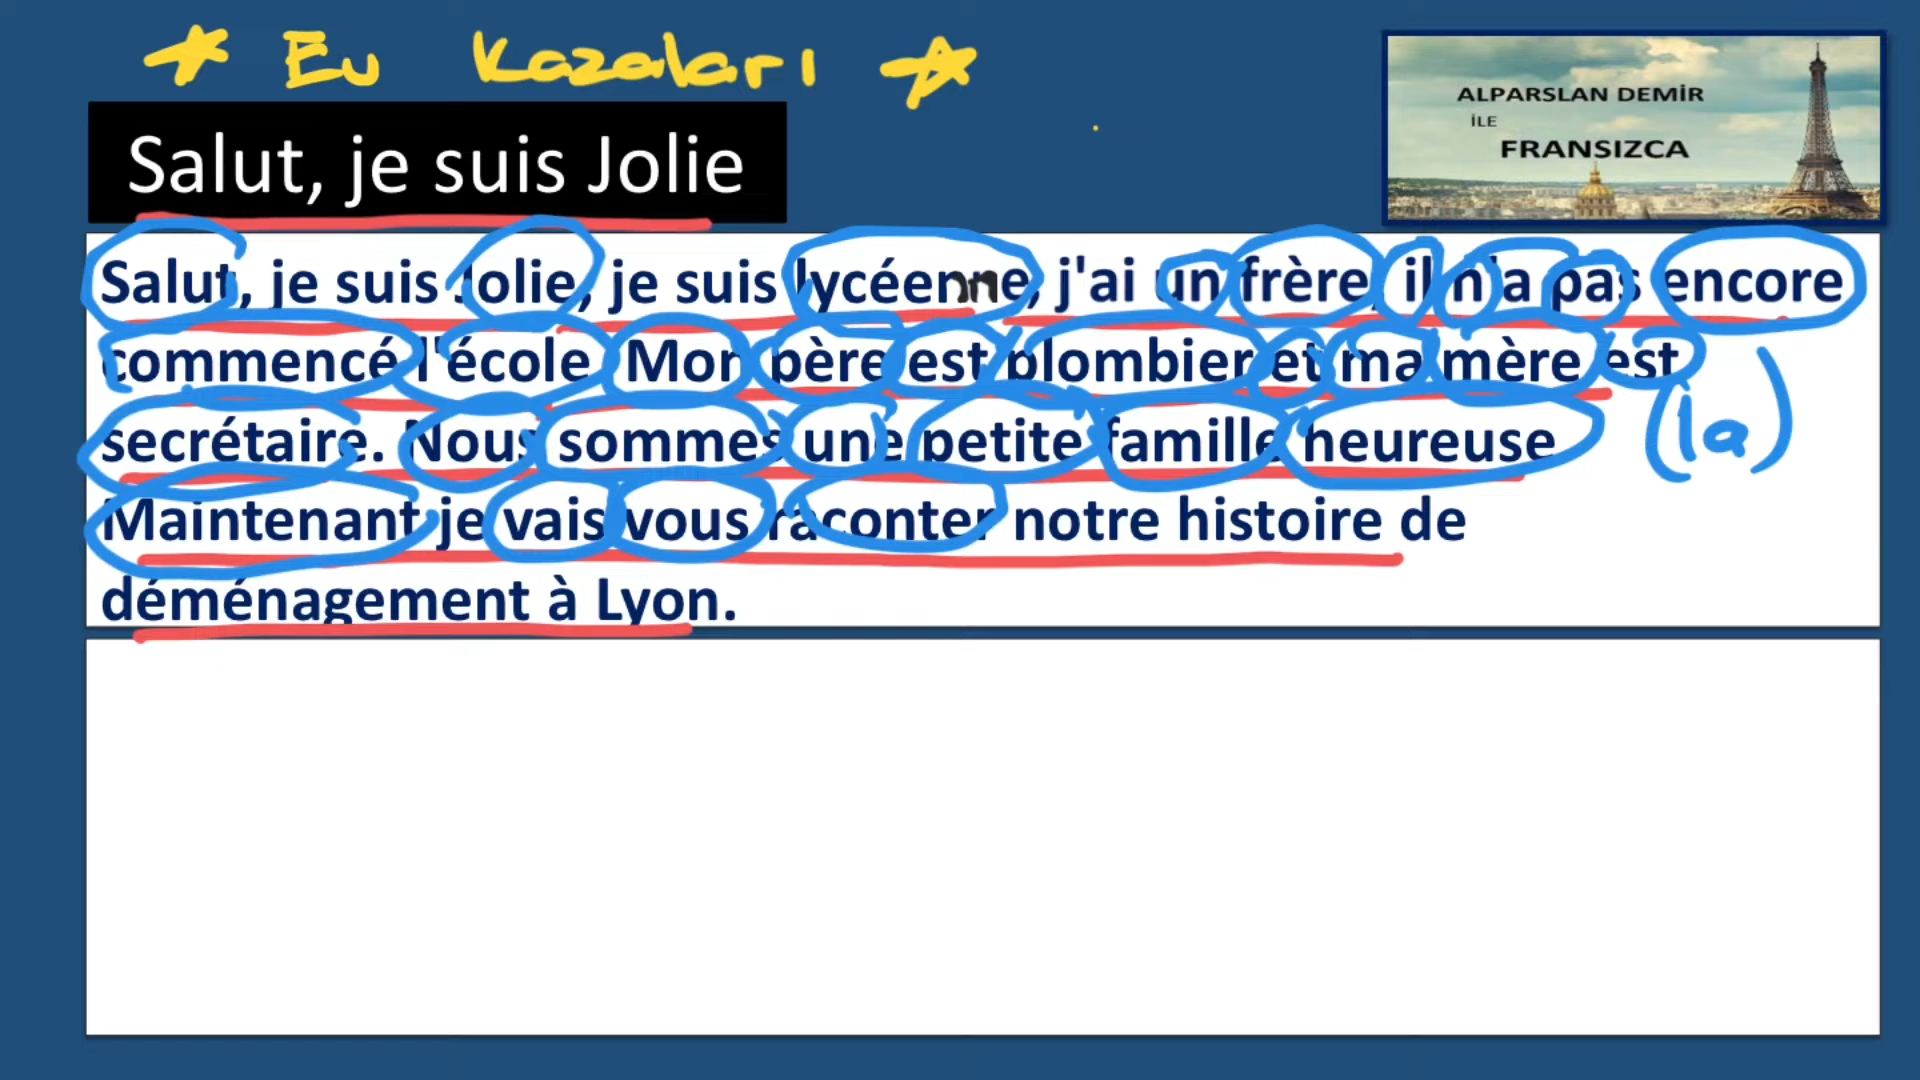 Ev Kazaları
ALPARSLAN DEMİR
İLE
FRANSIZCA
Salut, je suis Jolie
Salut, je suis Jolie, je suis lycéenne, j'ai un frère, il n'a pas encore
commencé l'école. Mon père est plombier et ma mère est
(la)
secrétaire. Nous sommes une petite famille heureuse
Maintenant je vais vous raconter notre histoire de
déménagement à Lyon.